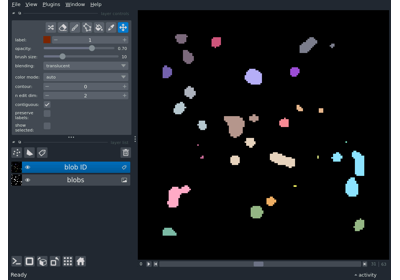 File View Plugins Window Help
label: 1
opacity: 0.70
brush size: 10
blending: translucent
color mode: auto
contour: 0
n edit dim: 2
contiguous: ✓
preserve labels:
show selected:
blob ID
blobs
Ready
activity